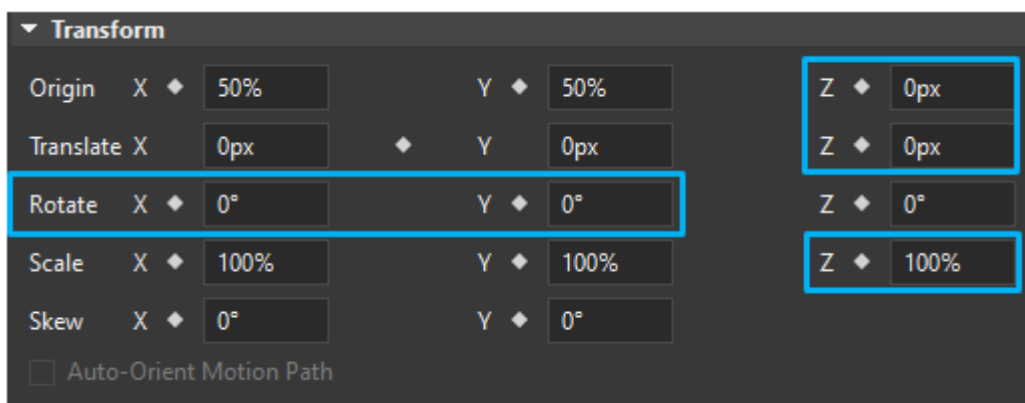 Transform
Origin X 50% Y 50% Z 0px
Translate X 0px Y 0px Z 0px
Rotate X 0° Y 0° Z 0°
Scale X 100% Y 100% Z 100%
Skew X 0° Y 0°
Auto-Orient Motion Path